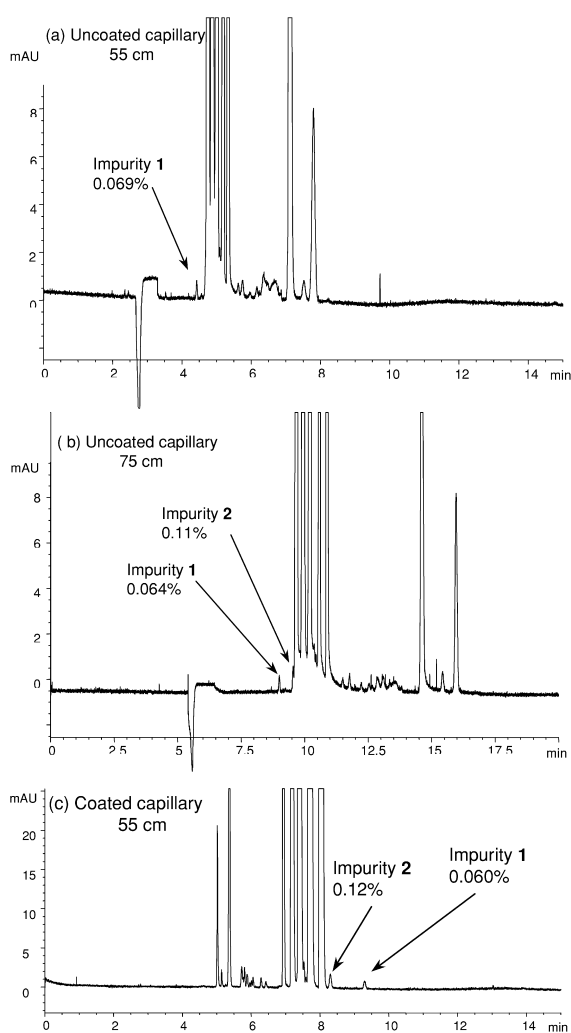 (a) Uncoated capillary
55 cm
mAU
8
6
4
2
0
Impurity 1
0.069%
0 2 4 6 8 10 12 14 min
( b) Uncoated capillary
75 cm
mAU
8
6
4
2
0
Impurity 2
0.11%
Impurity 1
0.064%
0 2.5 5 7.5 10 12.5 15 17.5 min
(c) Coated capillary
55 cm
mAU
20
15
10
5
0
Impurity 2
0.12%
Impurity 1
0.060%
0 2 4 6 8 10 12 14 min